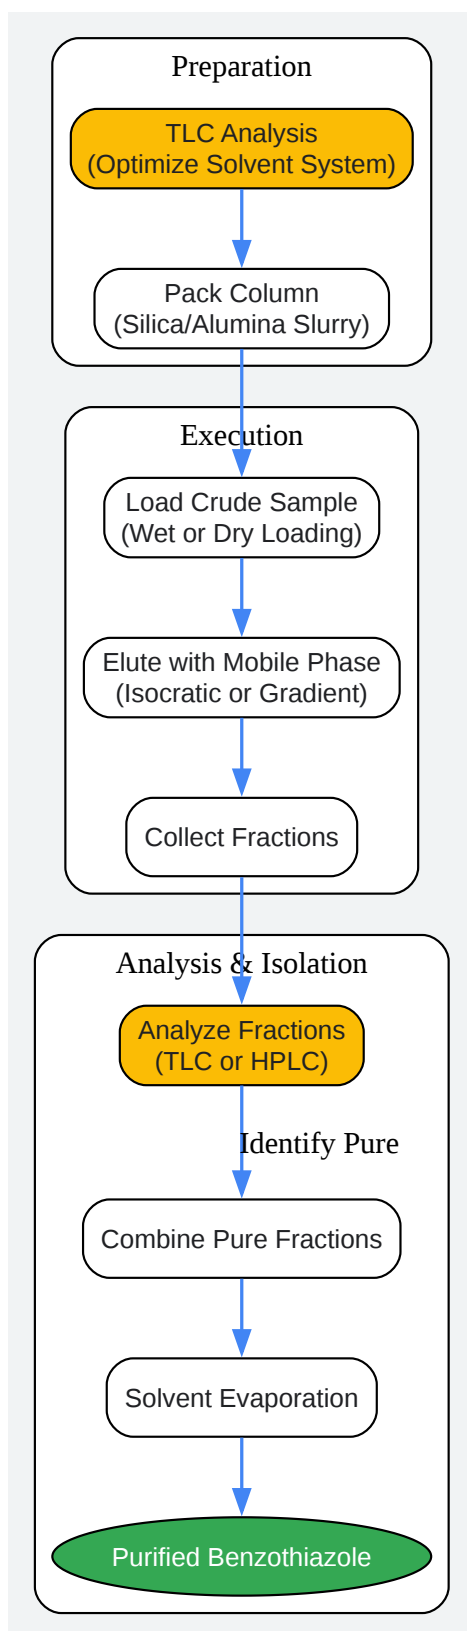 Preparation
TLC Analysis
(Optimize Solvent System)
Pack Column
(Silica/Alumina Slurry)
Execution
Load Crude Sample
(Wet or Dry Loading)
Elute with Mobile Phase
(Isocratic or Gradient)
Collect Fractions
Analysis & Isolation
Analyze Fractions
(TLC or HPLC)
Identify Pure
Combine Pure Fractions
Solvent Evaporation
Purified Benzothiazole